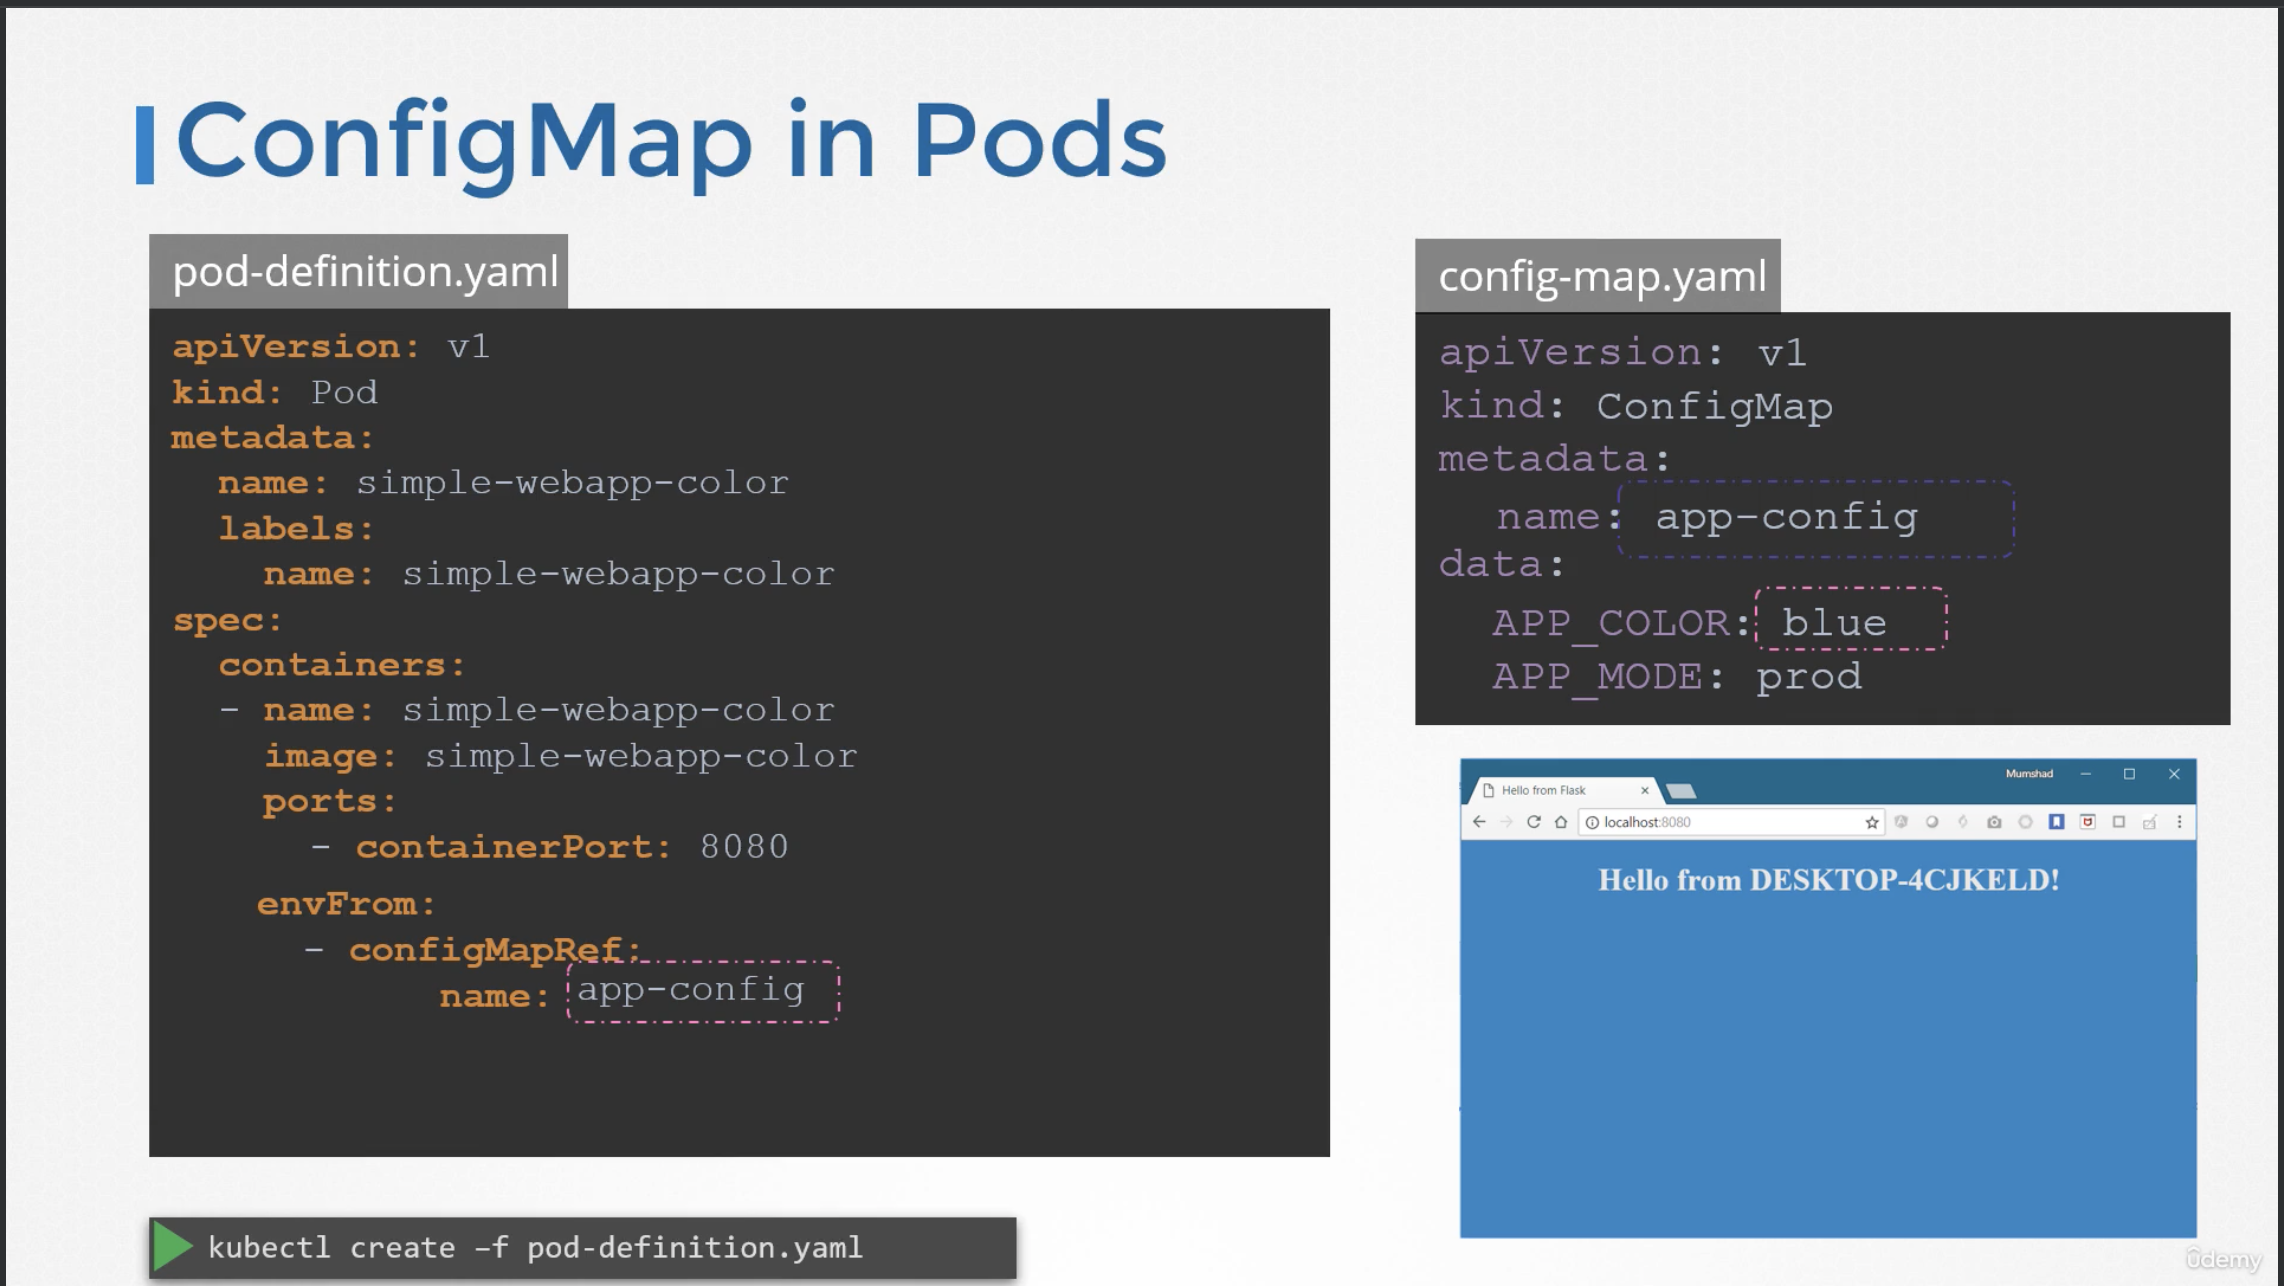 ConfigMap in Pods
pod-definition.yaml
apiVersion: v1
kind: Pod
metadata:
  name: simple-webapp-color
  labels:
    name: simple-webapp-color
spec:
  containers:
  - name: simple-webapp-color
    image: simple-webapp-color
    ports:
      - containerPort: 8080
    envFrom:
      - configMapRef:
            name: app-config
kubectl create –f pod-definition.yaml
config-map.yaml
apiVersion: v1
kind: ConfigMap
metadata:
  name: app-config
data:
  APP_COLOR: blue
  APP_MODE: prod
Mumshad
Hello from Flask
localhost:8080
Hello from DESKTOP-4CJKELD!
ûdemy